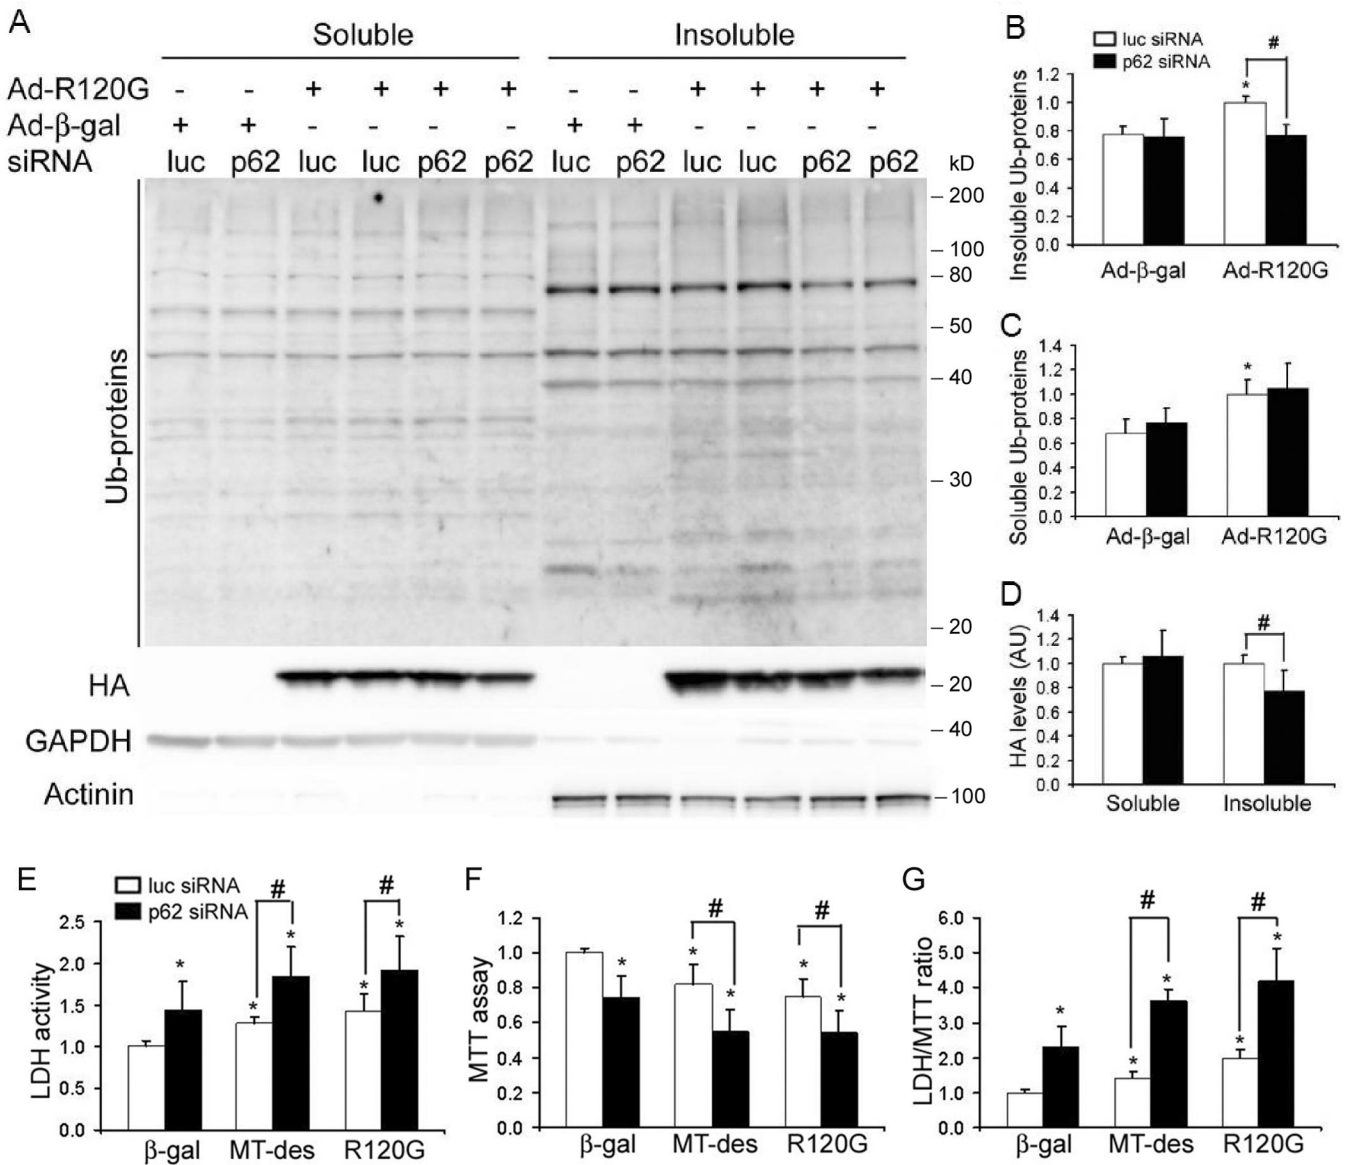 A
Soluble Insoluble
Ad-R120G - - + + + + - - + + + +
Ad-β-gal + + - - - - + + - - - -
siRNA luc p62 luc luc p62 p62 luc p62 luc luc p62 p62 kD
Ub-proteins
200
100
80
50
40
30
20
HA
20
GAPDH
40
Actinin
100
B
luc siRNA
p62 siRNA
Insoluble Ub-proteins
1.2
1.0
0.8
0.6
0.4
0.2
0.0
* #
Ad-β-gal Ad-R120G
C
Soluble Ub-proteins
1.4
1.2
1.0
0.8
0.6
0.4
0.2
0.0
*
Ad-β-gal Ad-R120G
D
HA levels (AU)
1.4
1.2
1.0
0.8
0.6
0.4
0.2
0.0
#
Soluble Insoluble
E
luc siRNA
p62 siRNA
LDH activity
2.5
2.0
1.5
1.0
0.5
0.0
# #
* * * * *
β-gal MT-des R120G
F
MTT assay
1.2
1.0
0.8
0.6
0.4
0.2
0.0
# #
* * * * *
β-gal MT-des R120G
G
LDH/MTT ratio
6.0
5.0
4.0
3.0
2.0
1.0
0.0
# #
* * * * *
β-gal MT-des R120G